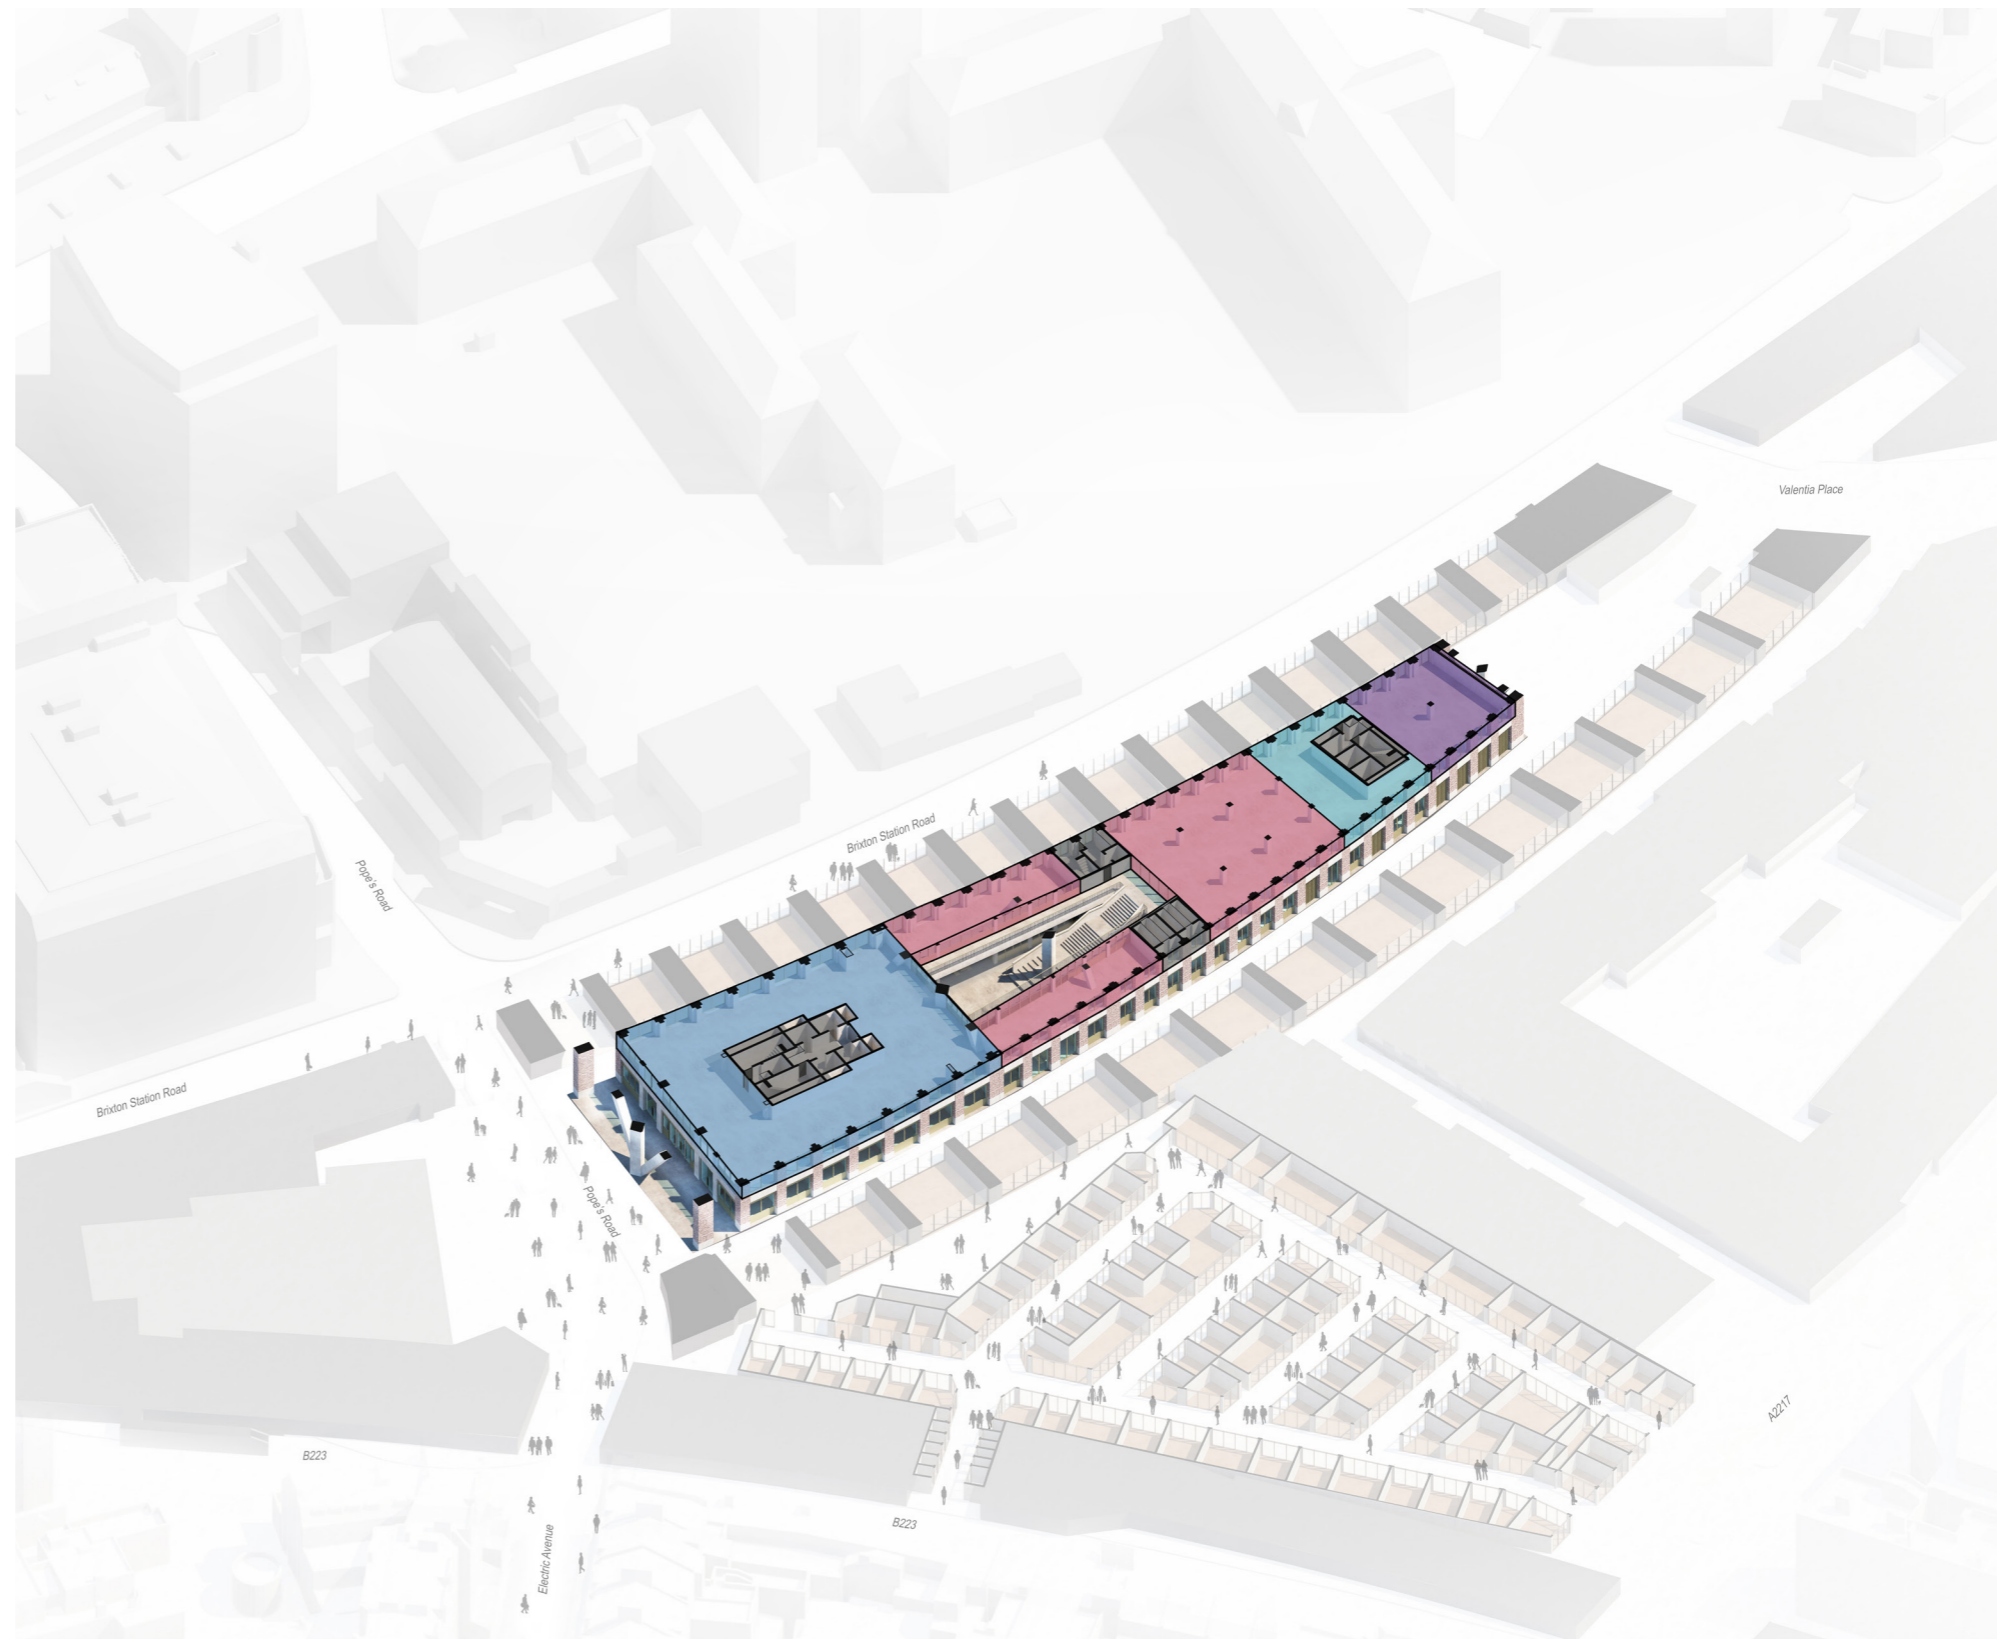 Valentia Place
Brixton Station Road
Pope's Road
Brixton Station Road
Pope's Road
A2217
B223
B223
Electric Avenue